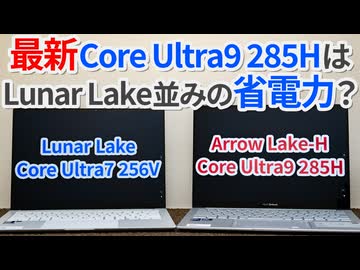 最新Core Ultra9 285Hは
Lunar Lake並みの省電力？
Lunar Lake
Core Ultra7 256V
Arrow Lake-H
Core Ultra9 285H